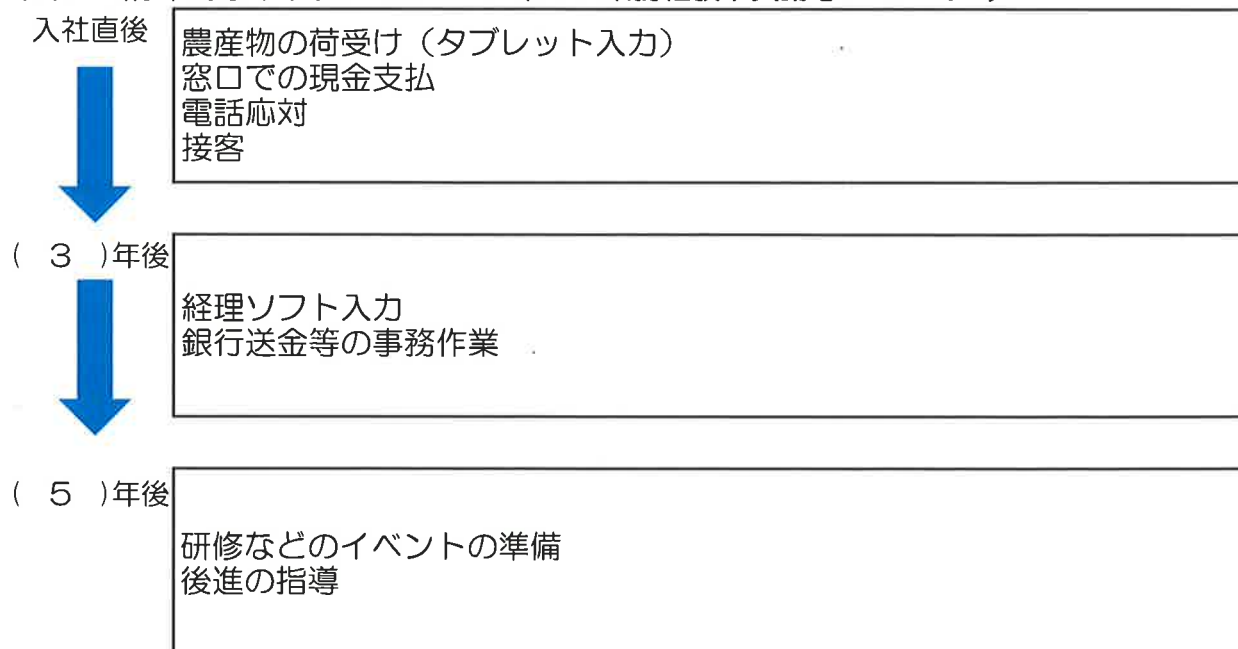 入社直後
農産物の荷受け(タブレット入力)
窓口での現金支払
電話応対
接客
( 3 )年後
経理ソフト入力
銀行送金等の事務作業
( 5 )年後
研修などのイベントの準備
後進の指導